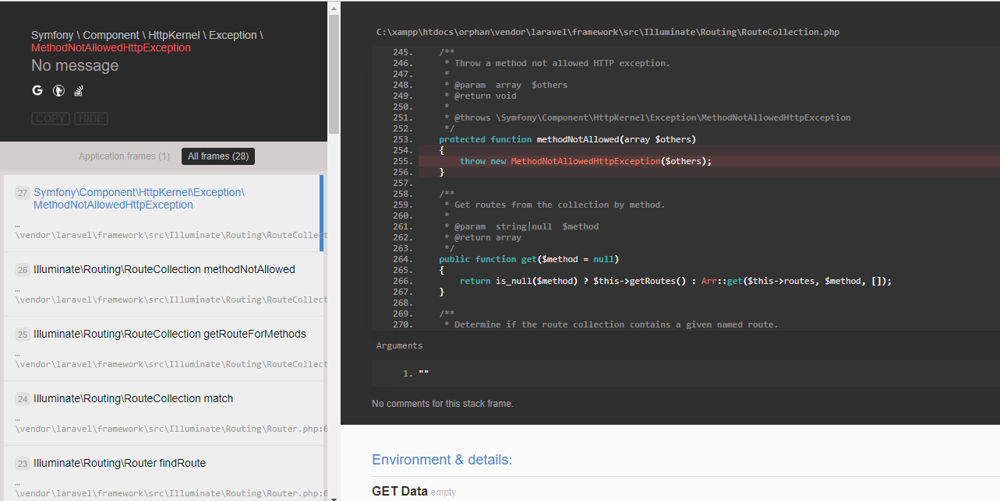 Symfony \ Component \ HttpKernel \ Exception \
MethodNotAllowedHttpException
No message
COPY HIDE
Application frames (1) All frames (28)
27 Symfony\Component\HttpKernel\Exception\
MethodNotAllowedHttpException
…
\vendor\laravel\framework\src\Illuminate\Routing\RouteCollect
26 Illuminate\Routing\RouteCollection methodNotAllowed
…
\vendor\laravel\framework\src\Illuminate\Routing\RouteCollect
25 Illuminate\Routing\RouteCollection getRouteForMethods
…
\vendor\laravel\framework\src\Illuminate\Routing\RouteCollect
24 Illuminate\Routing\RouteCollection match
…
\vendor\laravel\framework\src\Illuminate\Routing\Router.php:6
23 Illuminate\Routing\Router findRoute
…
\vendor\laravel\framework\src\Illuminate\Routing\Router.php:6
C:\xampp\htdocs\orphan\vendor\laravel\framework\src\Illuminate\Routing\RouteCollection.php
245. /**
246. * Throw a method not allowed HTTP exception.
247. *
248. * @param array $others
249. * @return void
250. *
251. * @throws \Symfony\Component\HttpKernel\Exception\MethodNotAllowedHttpException
252. */
253. protected function methodNotAllowed(array $others)
254. {
255. throw new MethodNotAllowedHttpException($others);
256. }
257.
258. /**
259. * Get routes from the collection by method.
260. *
261. * @param string|null $method
262. * @return array
263. */
264. public function get($method = null)
265. {
266. return is_null($method) ? $this->getRoutes() : Arr::get($this->routes, $method, []);
267. }
268.
269. /**
270. * Determine if the route collection contains a given named route.
Arguments
1. ""
No comments for this stack frame.
Environment & details:
GET Data empty